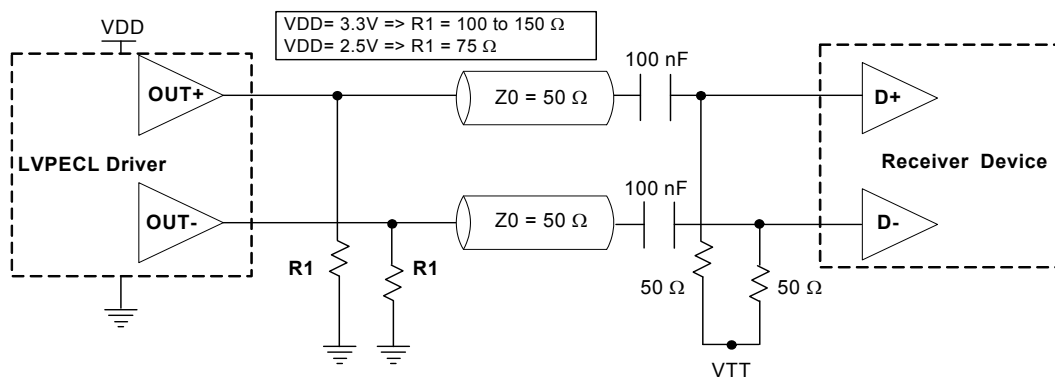 VDD= 3.3V => R1 = 100 to 150 Ω
VDD= 2.5V => R1 = 75 Ω
VDD
100 nF
OUT+
Z0 = 50 Ω
D+
LVPECL Driver
Receiver Device
100 nF
OUT-
Z0 = 50 Ω
D-
R1
R1
50 Ω
50 Ω
VTT